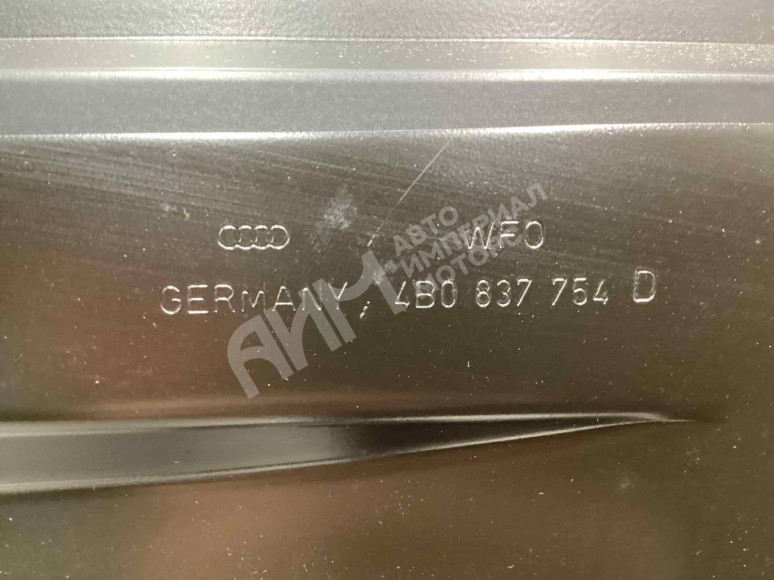 WFO
GERMANY, 4B0 837 754 D
АИМ АВТО
ИМПЕРИАЛ
МОТОРС